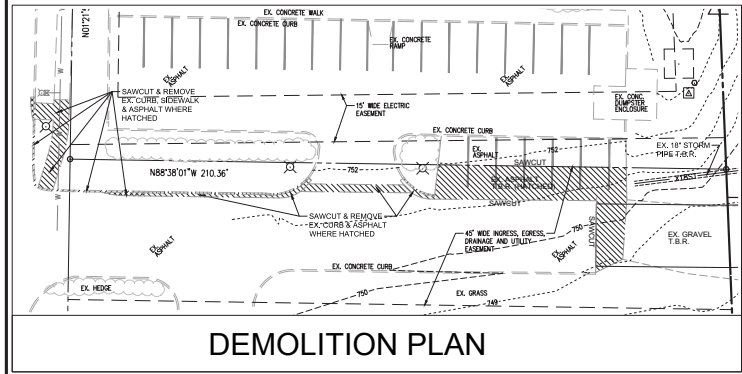 EX. CONCRETE WALK
EX. CONCRETE CURB
N01°21'
EX. CONCRETE
RAMP
EX.
ASPHALT
EX.
ASPHALT
W
SAWCUT & REMOVE
EX. CURB, SIDEWALK
& ASPHALT WHERE
HATCHED
15' WIDE ELECTRIC
EASEMENT
EX. CONC.
DUMPSTER
ENCLOSURE
EX. CONCRETE CURB
EX.
ASPHALT
SAWCUT
752
EX. 18" STORM
PIPE T.B.R.
N88°38'01"W 210.36'
752
EX. ASPHALT
T.B.R. (HATCHED)
SAWCUT
W
SAWCUT & REMOVE
EX. CURB & ASPHALT
WHERE HATCHED
45' WIDE INGRESS, EGRESS,
DRAINAGE AND UTILITY
EASEMENT
750
SAWCUT
EX. GRAVEL
T.B.R.
EX.
ASPHALT
EX.
ASPHALT
EX. CONCRETE CURB
EX. HEDGE
750
EX. GRASS
749
DEMOLITION PLAN